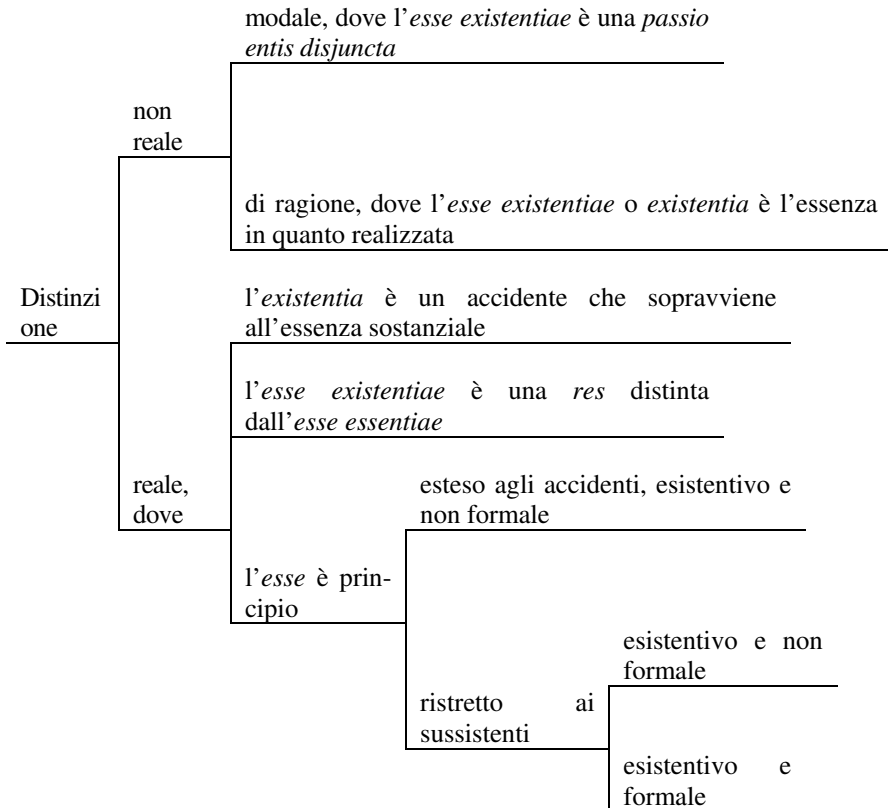 modale, dove l'esse existentiae è una passio
entis disjuncta
non
reale
di ragione, dove l'esse existentiae o existentia è l'essenza
in quanto realizzata
Distinzi
one
l'existentia è un accidente che sopravviene
all'essenza sostanziale
l'esse existentiae è una res distinta
dall'esse essentiae
reale,
dove
esteso agli accidenti, esistentivo e
non formale
l'esse è prin-
cipio
esistentivo e non
formale
ristretto ai
sussistenti
esistentivo e
formale